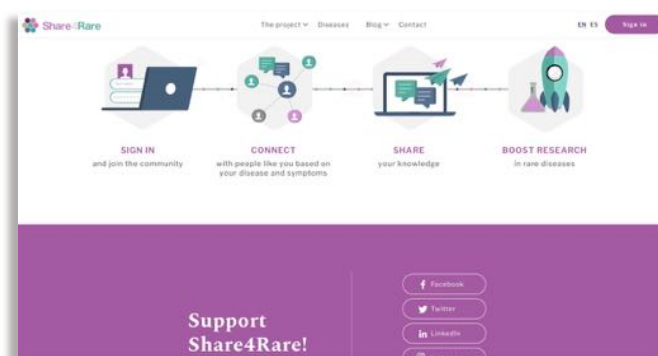 Share4Rare
The project Diseases Blog Contact
EN ES
Sign in
SIGN IN
and join the community
CONNECT
with people like you based on
your disease and symptoms
SHARE
your knowledge
BOOST RESEARCH
in rare diseases
Support
Share4Rare!
Facebook
Twitter
LinkedIn